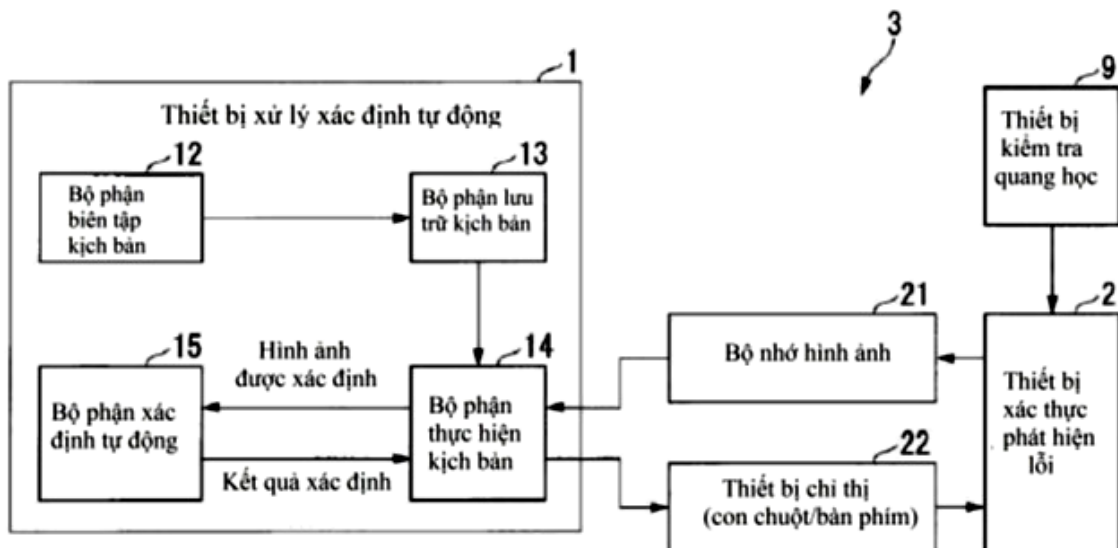 3
1
9
Thiết bị xử lý xác định tự động
Thiết bị
kiểm tra
quang học
12
13
Bộ phận
biên tập
kịch bản
Bộ phận lưu
trữ kịch bản
21
2
Bộ nhớ hình ảnh
15
Hình ảnh
được xác định
14
Bộ phận xác
định tự động
Bộ phận
thực hiện
kịch bản
Thiết bị
xác thực
phát hiện
lỗi
Kết quả xác định
22
Thiết bị chỉ thị
(con chuột/bàn phím)